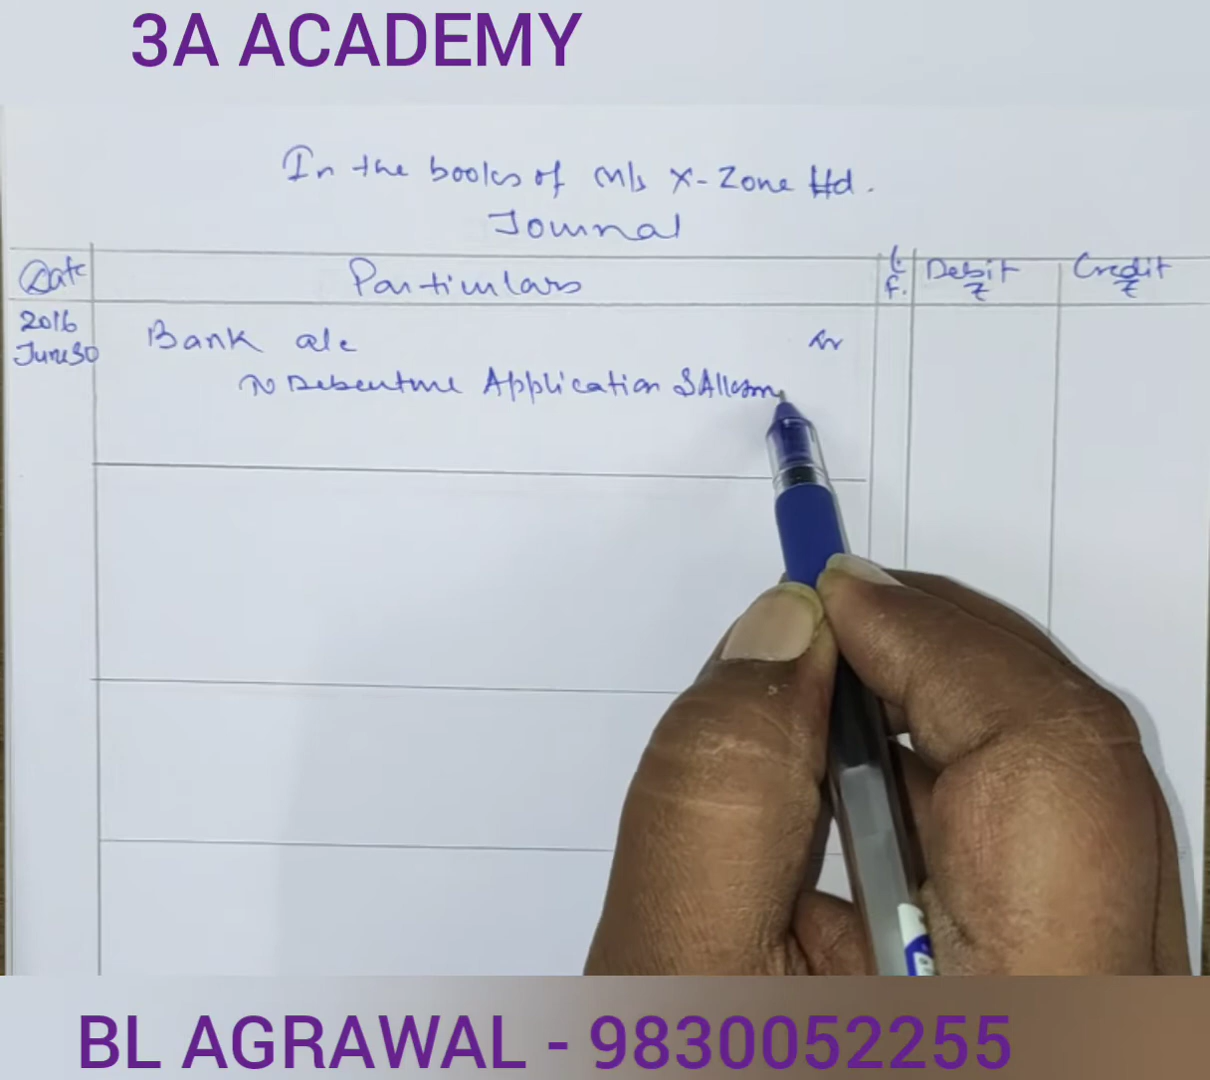 3A ACADEMY
In the books of M/s X-Zone Ltd.
Journal
Date Particulars L.F. Debit ₹ Credit ₹
2016
June 30 Bank a/c Dr
To Debenture Application & Allotm
BL AGRAWAL - 9830052255